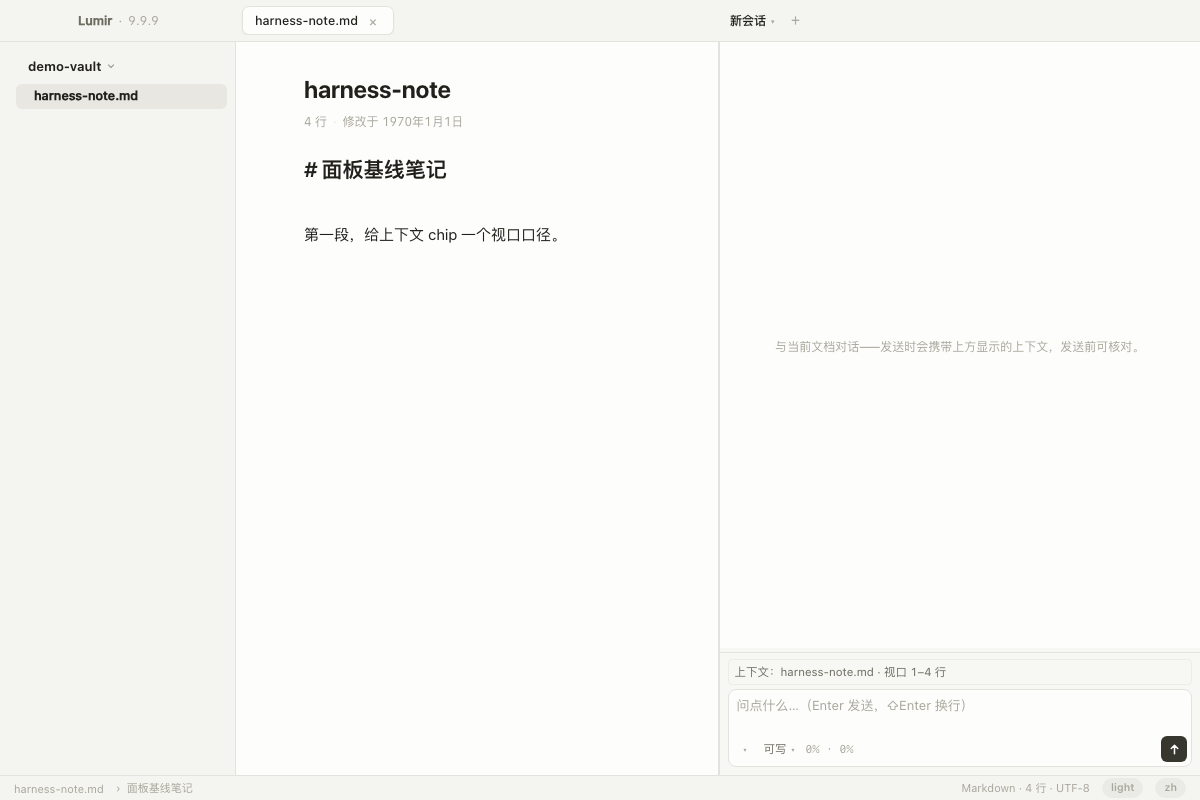 Lumir · 9.9.9
harness-note.md ×
新会话 +
demo-vault
harness-note.md
harness-note
4 行 · 修改于 1970年1月1日
# 面板基线笔记
第一段，给上下文 chip 一个视口口径。
与当前文档对话——发送时会携带上方显示的上下文，发送前可核对。
上下文：harness-note.md · 视口 1–4 行
问点什么…（Enter 发送，⇧Enter 换行）
可写 0% · 0%
harness-note.md › 面板基线笔记
Markdown · 4 行 · UTF-8 light zh